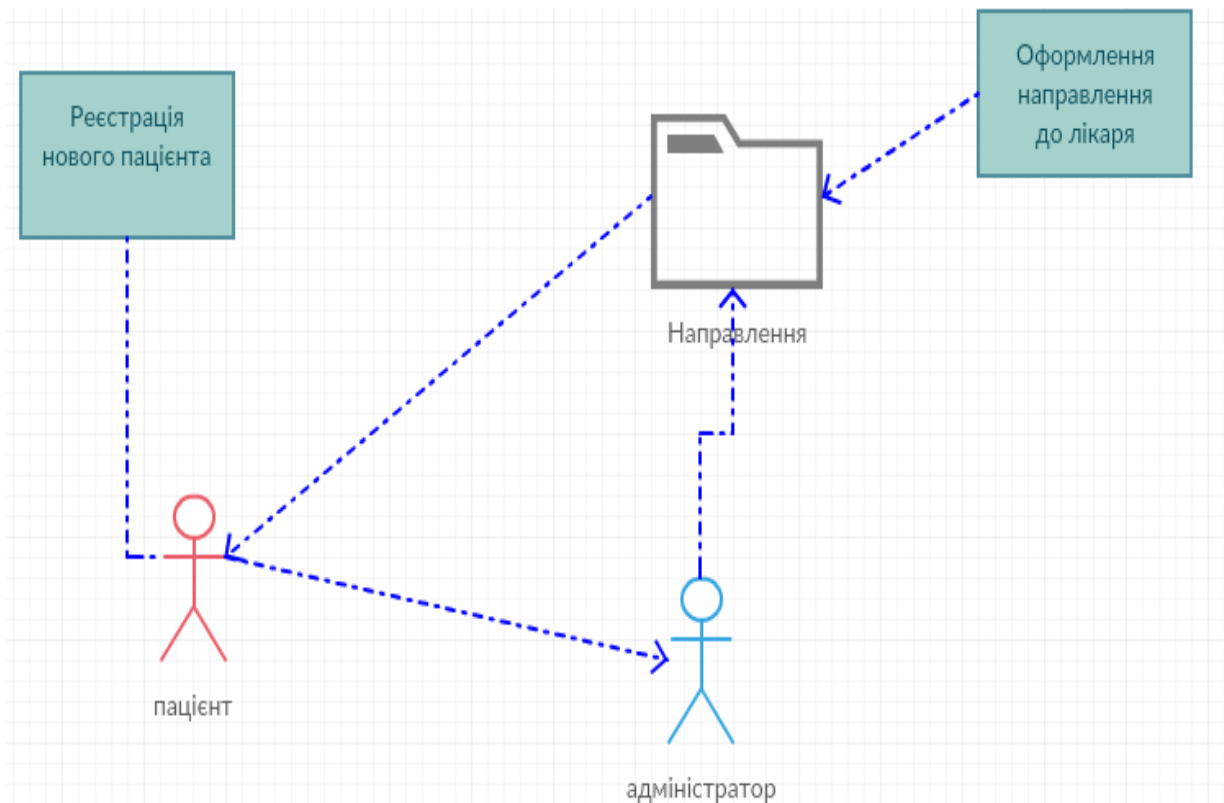 Реєстрація
нового пацієнта
Оформлення
направлення
до лікаря
Направлення
пацієнт
адміністратор